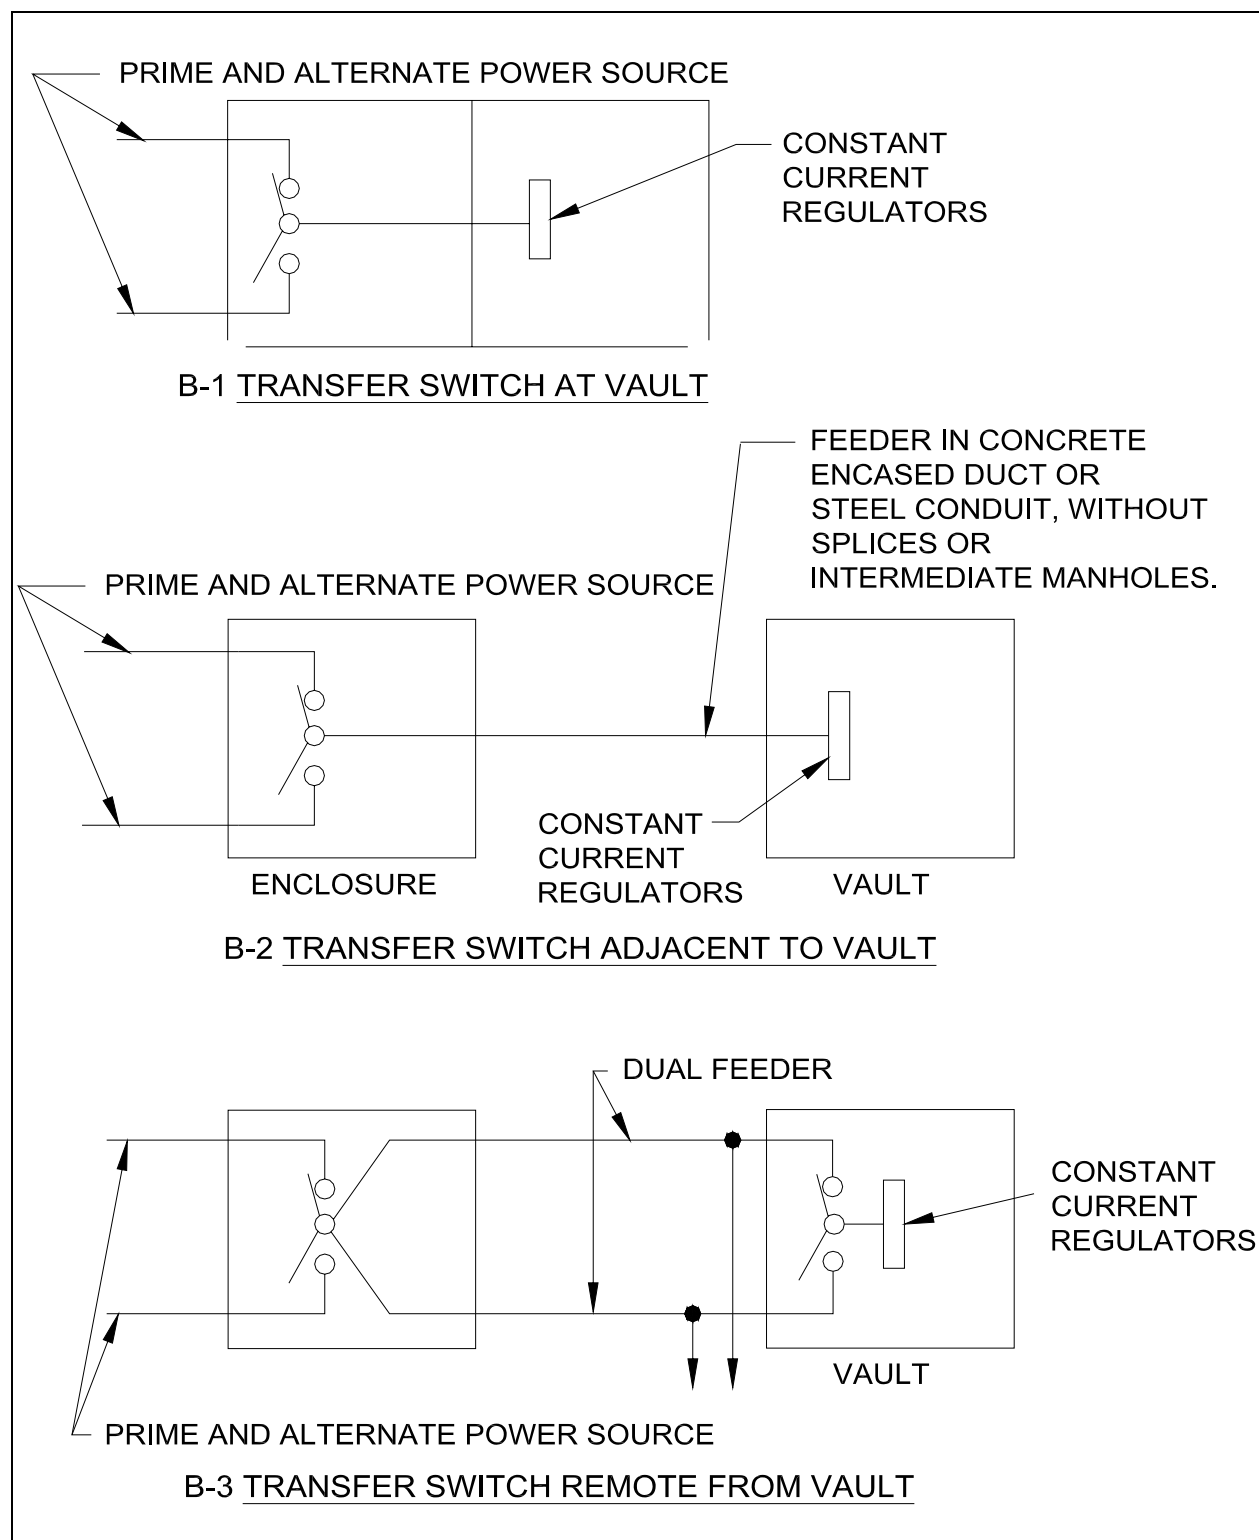 PRIME AND ALTERNATE POWER SOURCE
CONSTANT
CURRENT
REGULATORS
B-1 TRANSFER SWITCH AT VAULT
FEEDER IN CONCRETE
ENCASED DUCT OR
STEEL CONDUIT, WITHOUT
SPLICES OR
INTERMEDIATE MANHOLES.
PRIME AND ALTERNATE POWER SOURCE
CONSTANT
CURRENT
REGULATORS
ENCLOSURE
VAULT
B-2 TRANSFER SWITCH ADJACENT TO VAULT
DUAL FEEDER
CONSTANT
CURRENT
REGULATORS
VAULT
PRIME AND ALTERNATE POWER SOURCE
B-3 TRANSFER SWITCH REMOTE FROM VAULT